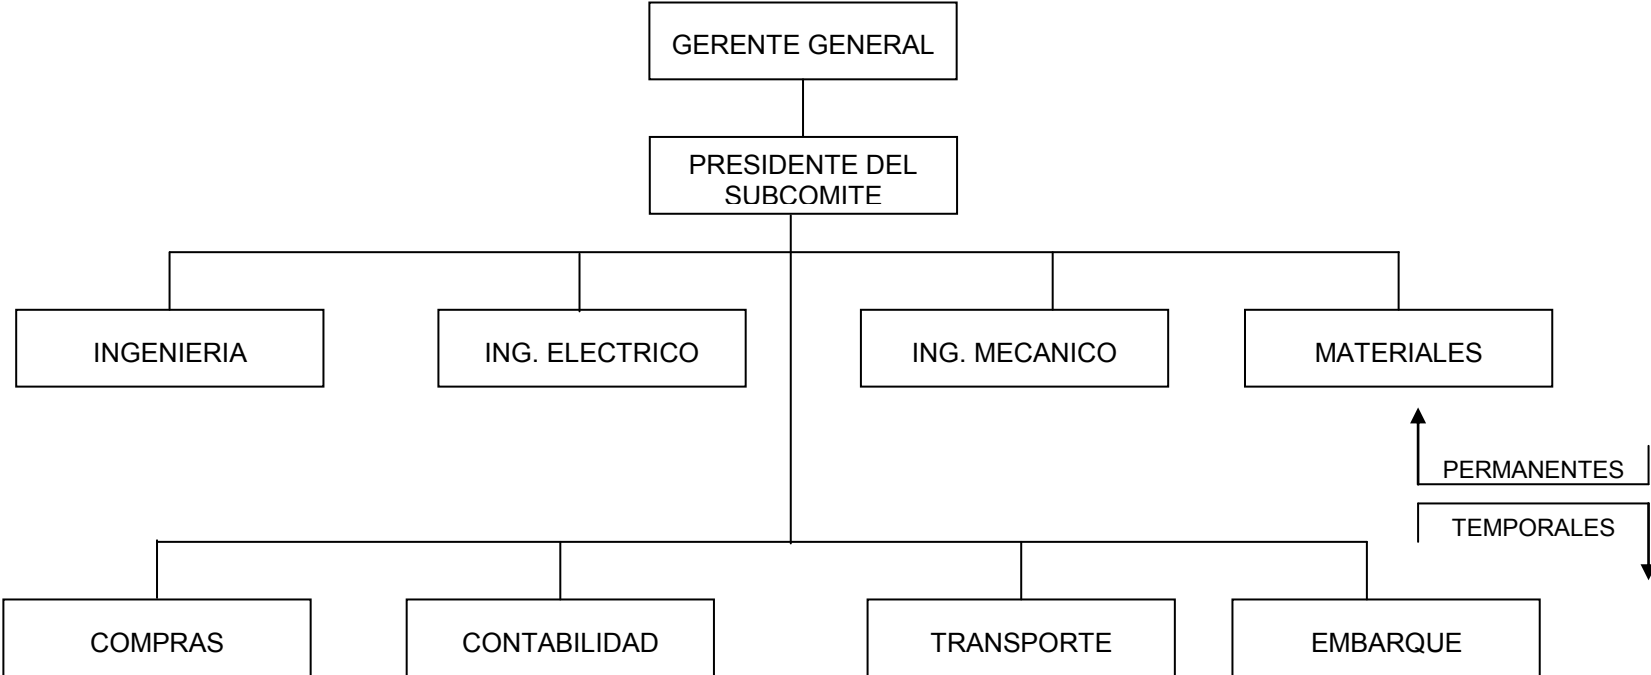 GERENTE GENERAL
PRESIDENTE DEL
SUBCOMITE
INGENIERIA
ING. ELECTRICO
ING. MECANICO
MATERIALES
PERMANENTES
TEMPORALES
COMPRAS
CONTABILIDAD
TRANSPORTE
EMBARQUE